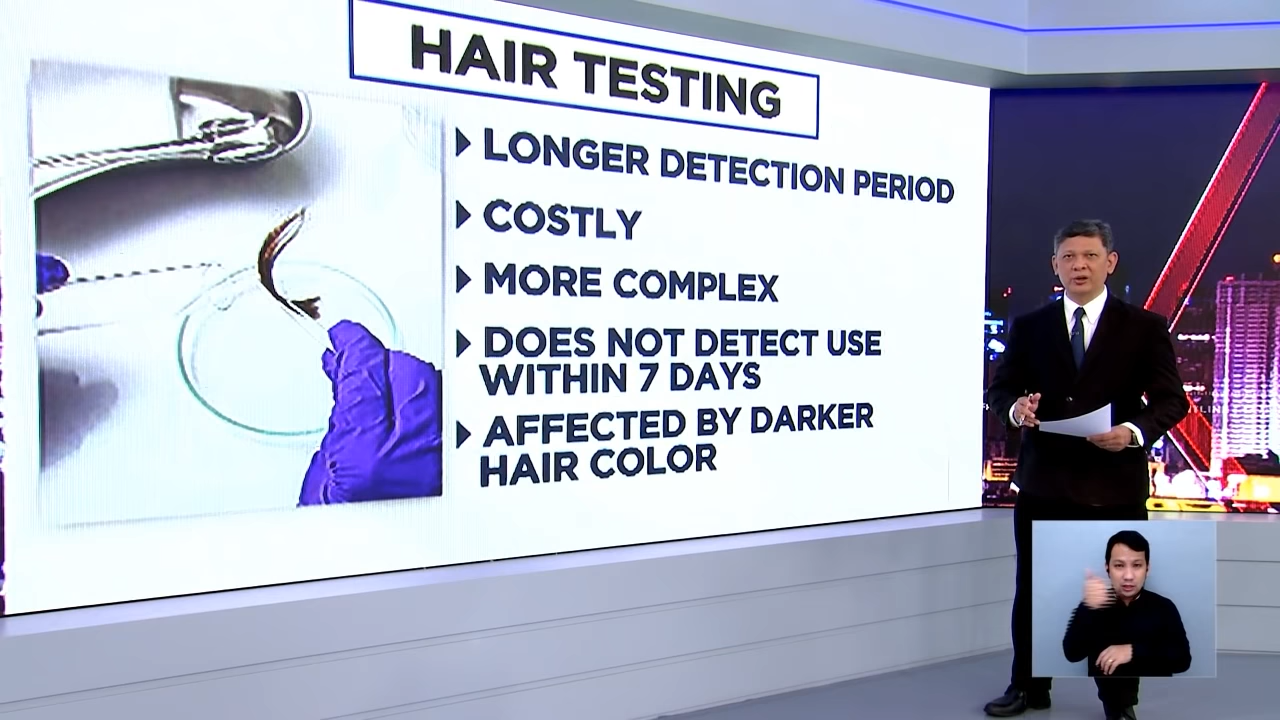 HAIR TESTING
LONGER DETECTION PERIOD
COSTLY
MORE COMPLEX
DOES NOT DETECT USE
WITHIN 7 DAYS
AFFECTED BY DARKER
HAIR COLOR